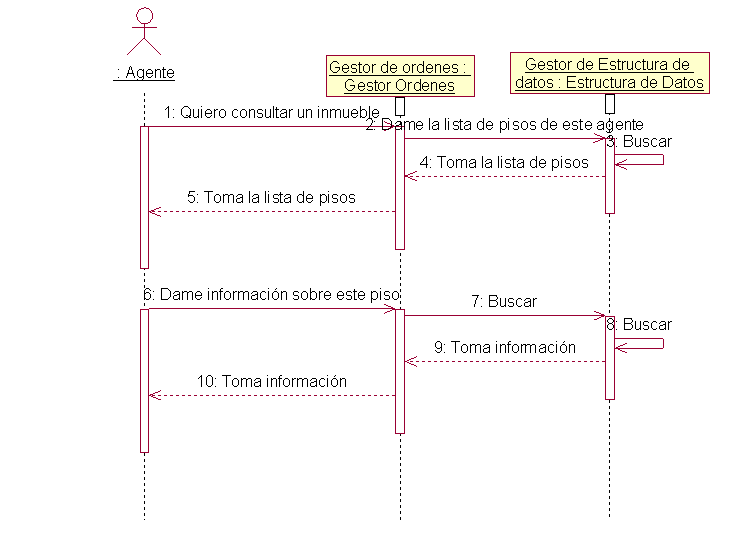 : Agente
Gestor de ordenes :
Gestor Ordenes
Gestor de Estructura de
datos : Estructura de Datos
1: Quiero consultar un inmueble
2: Dame la lista de pisos de este agente
3: Buscar
4: Toma la lista de pisos
5: Toma la lista de pisos
6: Dame información sobre este piso
7: Buscar
8: Buscar
9: Toma información
10: Toma información